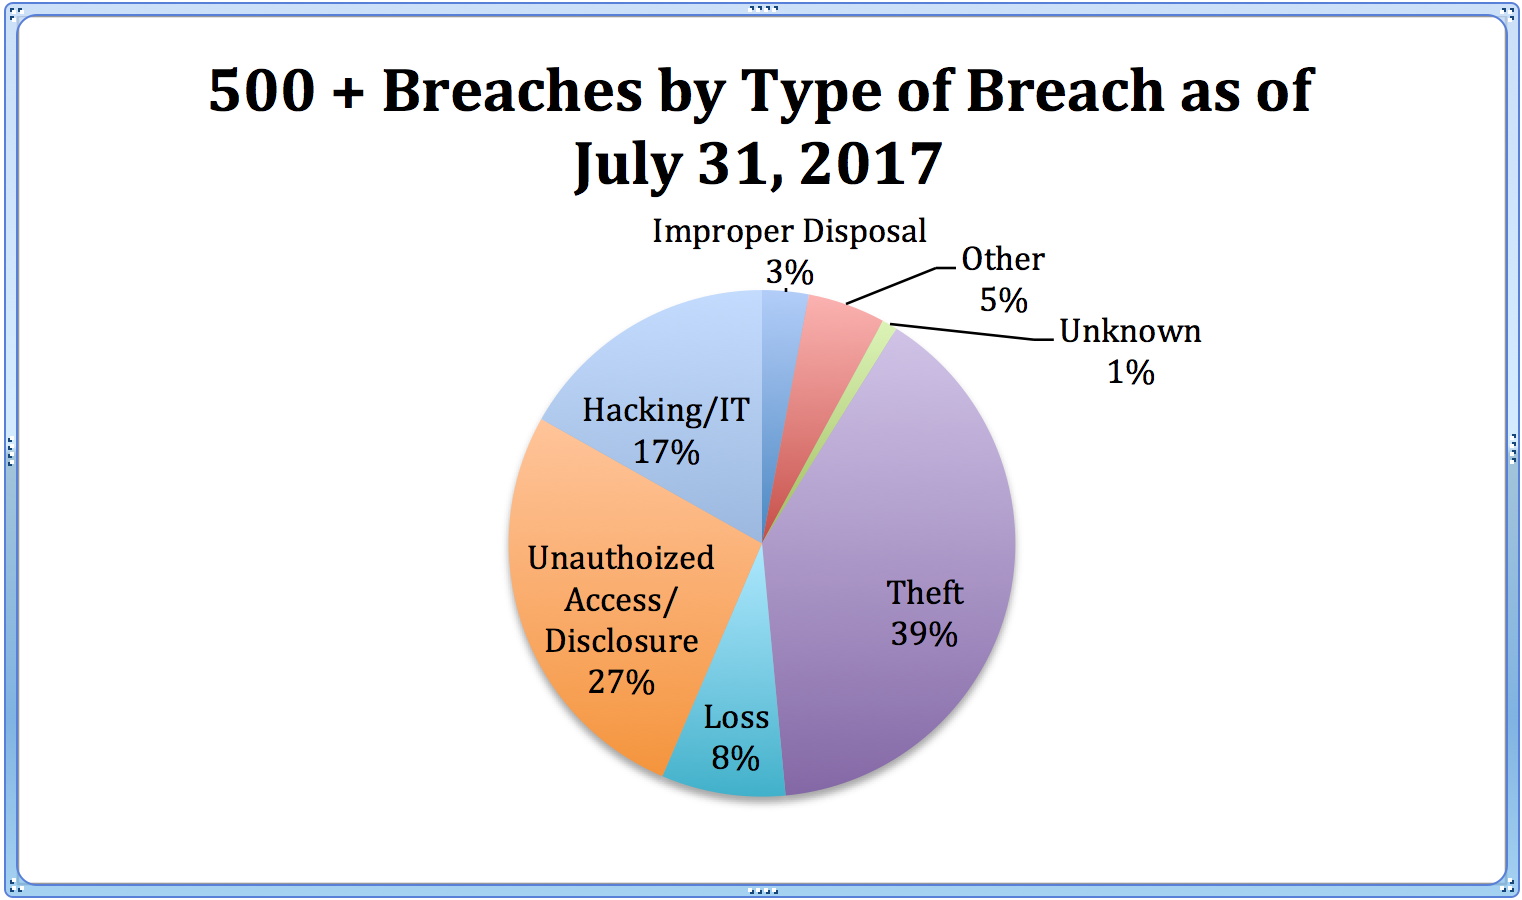 500 + Breaches by Type of Breach as of
July 31, 2017
Improper Disposal
3%
Other
5%
Unknown
1%
Hacking/IT
17%
Unauthoized
Access/
Disclosure
27%
Theft
39%
Loss
8%